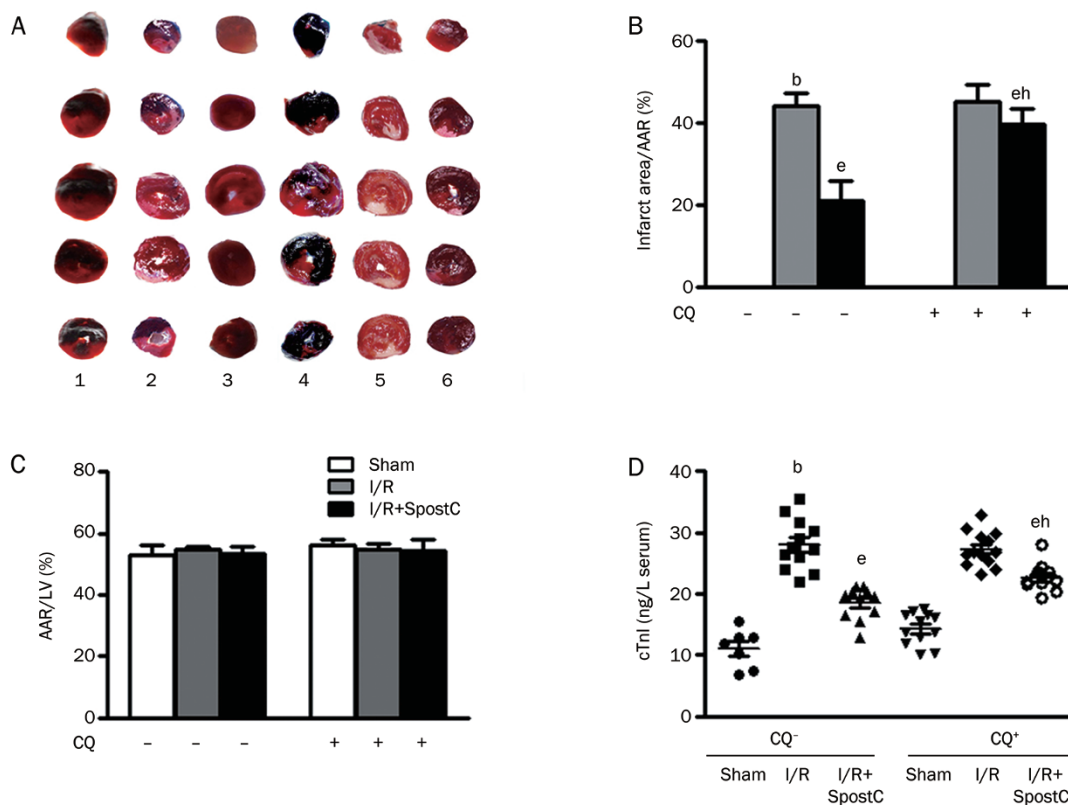 A
1 2 3 4 5 6
B
Infarct area/AAR (%)
60
40
20
0
b
e
eh
CQ – – – + + +
C
AAR/LV (%)
80
60
40
20
0
Sham
I/R
I/R+SpostC
CQ – – – + + +
D
cTnI (ng/L serum)
40
30
20
10
0
b
e
eh
CQ⁻ CQ⁺
Sham I/R I/R+ Sham I/R I/R+
SpostC SpostC